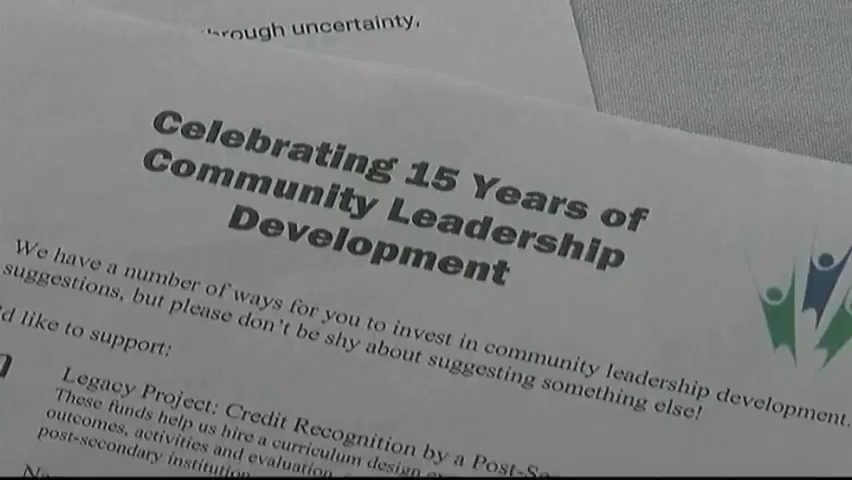 through uncertainty,
Celebrating 15 Years of
Community Leadership
Development
We have a number of ways for you to invest in community leadership development.
suggestions, but please don't be shy about suggesting something else!
'd like to support:
Legacy Project: Credit Recognition by a Post-Se
These funds help us hire a curriculum design
outcomes, activities and evaluation
post-secondary institution